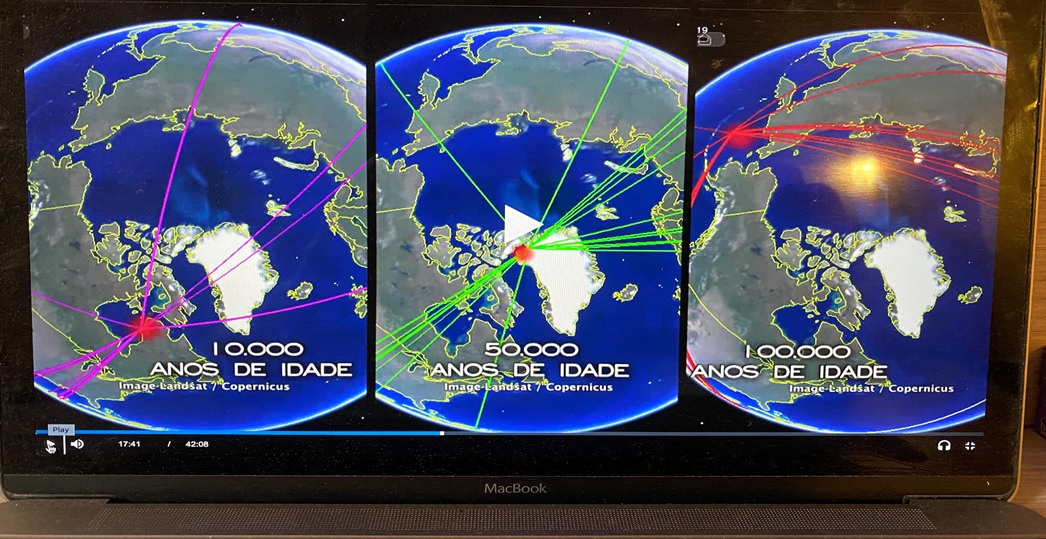 19
10.000
ANOS DE IDADE
Image Landsat / Copernicus
50.000
ANOS DE IDADE
Image Landsat / Copernicus
100.000
ANOS DE IDADE
Image Landsat / Copernicus
Play
17:41 / 42:08
MacBook